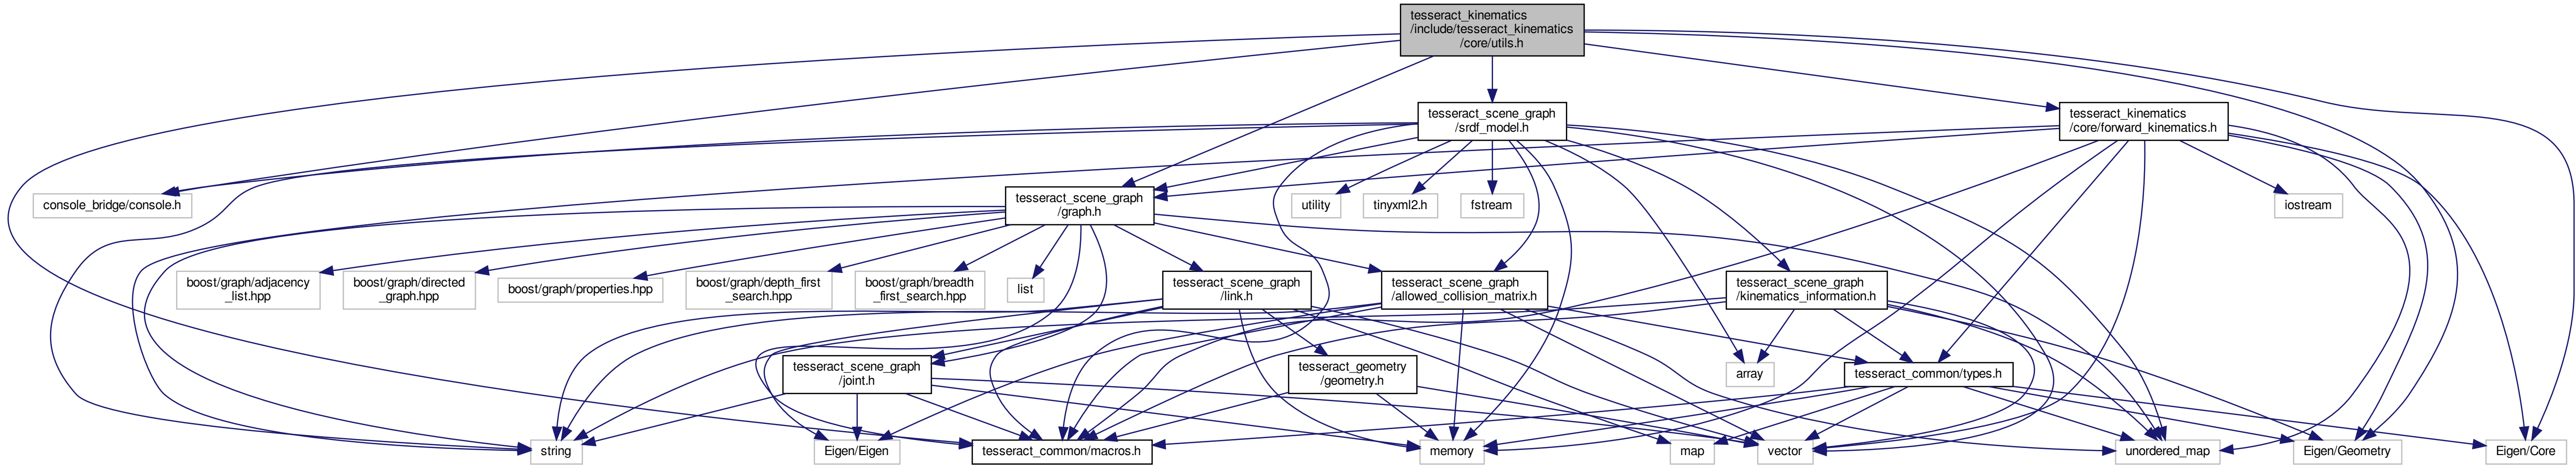 tesseract_kinematics
/include/tesseract_kinematics
/core/utils.h
tesseract_scene_graph
/srdf_model.h
tesseract_kinematics
/core/forward_kinematics.h
console_bridge/console.h
tesseract_scene_graph
/graph.h
utility
tinyxml2.h
fstream
iostream
boost/graph/adjacency
_list.hpp
boost/graph/directed
_graph.hpp
boost/graph/properties.hpp
boost/graph/depth_first
_search.hpp
boost/graph/breadth
_first_search.hpp
list
tesseract_scene_graph
/link.h
tesseract_scene_graph
/allowed_collision_matrix.h
tesseract_scene_graph
/kinematics_information.h
tesseract_scene_graph
/joint.h
tesseract_geometry
/geometry.h
array
tesseract_common/types.h
string
Eigen/Eigen
tesseract_common/macros.h
memory
map
vector
unordered_map
Eigen/Geometry
Eigen/Core